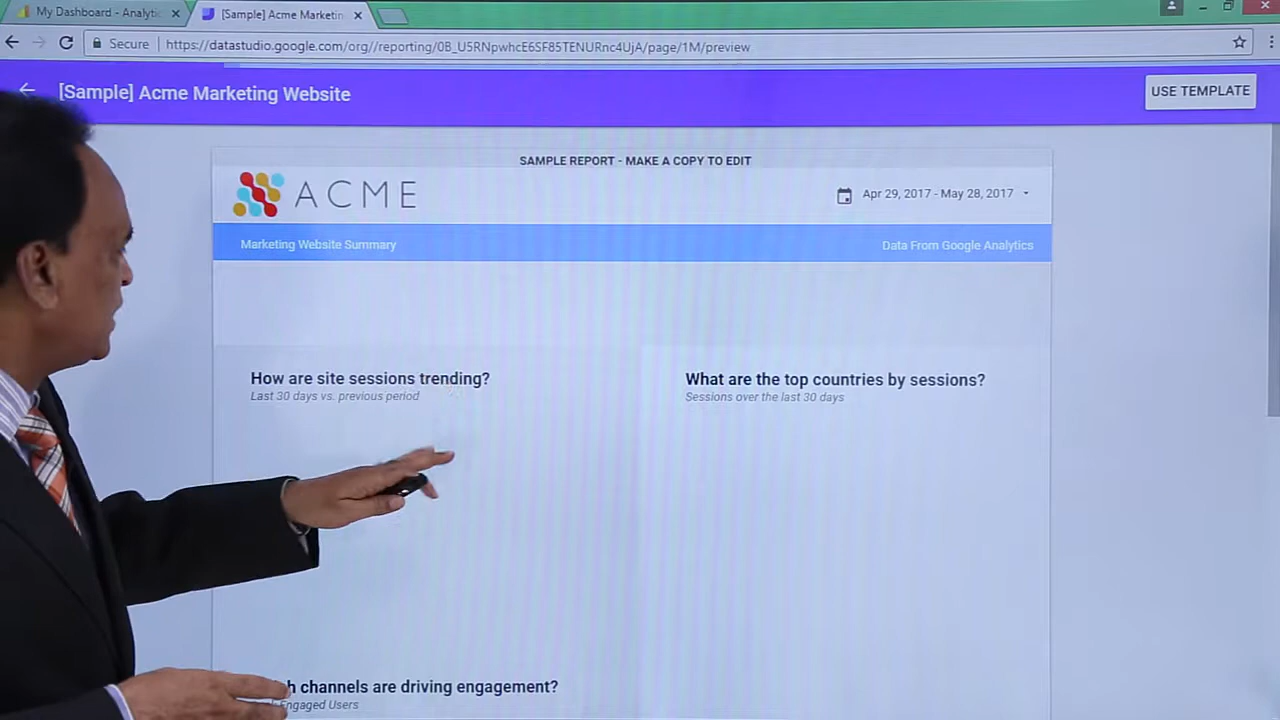 My Dashboard - Analytic
[Sample] Acme Marketin
Secure
https://datastudio.google.com/org//reporting/0B_U5RNpwhcE6SF85TENURnc4UjA/page/1M/preview
[Sample] Acme Marketing Website
USE TEMPLATE
SAMPLE REPORT - MAKE A COPY TO EDIT
ACME
Apr 29, 2017 - May 28, 2017
Marketing Website Summary
Data From Google Analytics
How are site sessions trending?
Last 30 days vs. previous period
What are the top countries by sessions?
Sessions over the last 30 days
channels are driving engagement?
Engaged Users